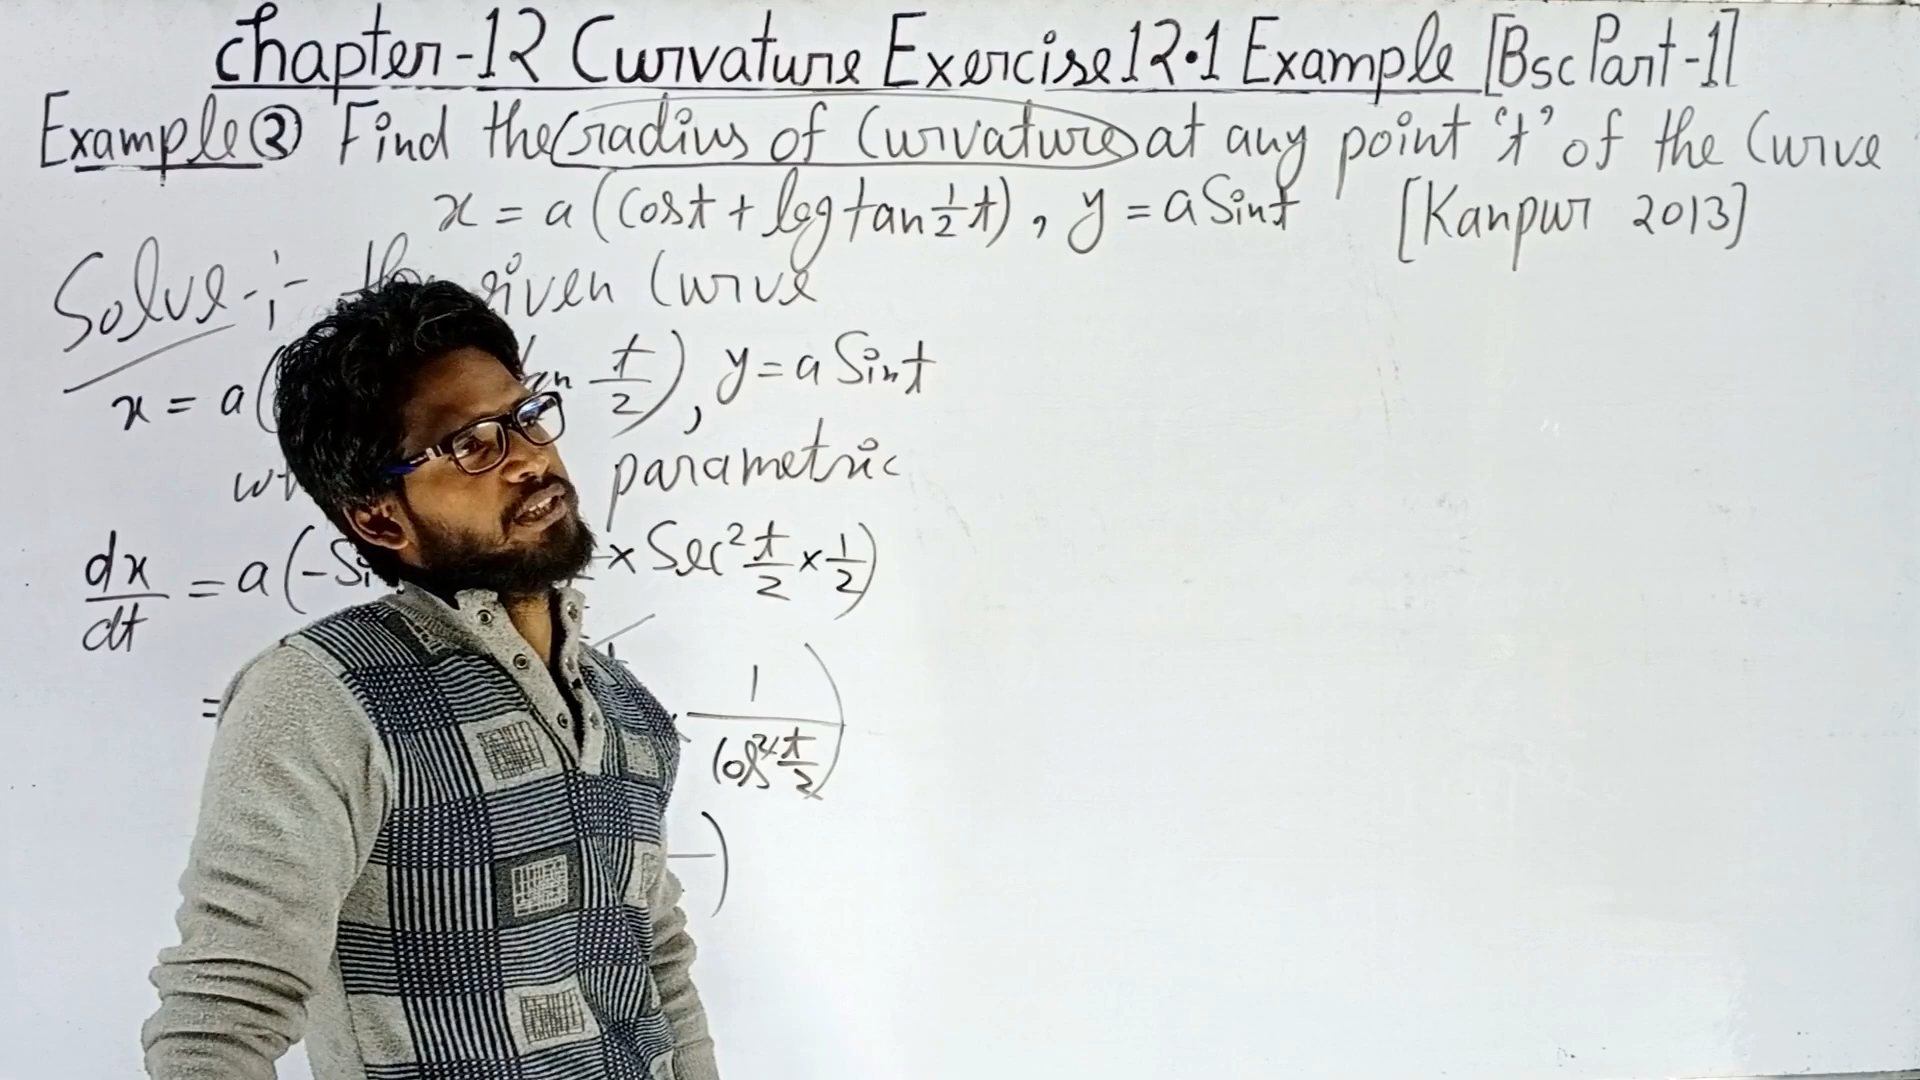 Chapter-12 Curvature Exercise 12.1 Example [Bsc Part-1]
Example ② Find the radius of Curvature at any point 't' of the Curve
x = a (Cost + log tan ½ t), y = a Sint [Kanpur 2013]
Solve :- the given Curve
x = a ( t/2), y = a Sint
parametric
dx/dt = a (-Si × Sec² t/2 × 1/2)
= 1/Cos² t/2)
)